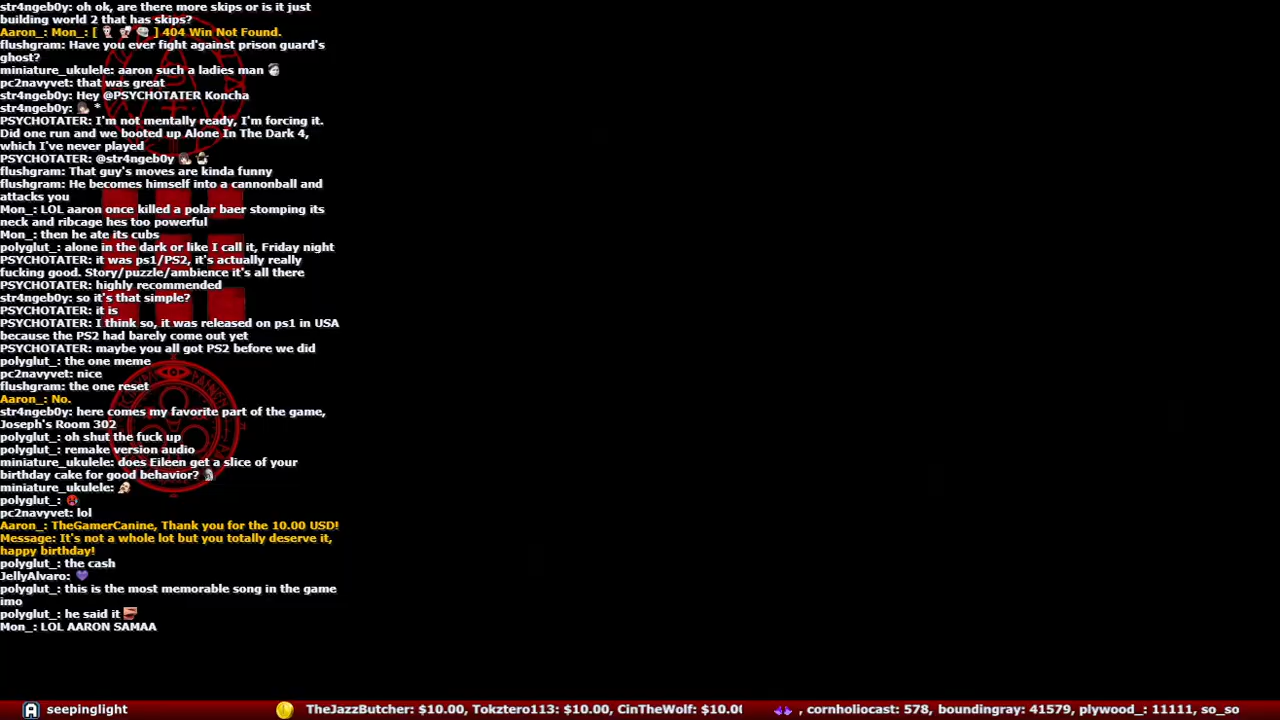 str4ngeb0y: oh ok, are there more skips or is it just
building world 2 that has skips?
Aaron_: Mon_: [ ] 404 Win Not Found.
flushgram: Have you ever fight against prison guard's
ghost?
miniature_ukulele: aaron such a ladies man
pc2navyvet: that was great
str4ngeb0y: Hey @PSYCHOTATER Koncha
str4ngeb0y: *
PSYCHOTATER: I'm not mentally ready, I'm forcing it.
Did one run and we booted up Alone In The Dark 4,
which I've never played
PSYCHOTATER: @str4ngeb0y
flushgram: That guy's moves are kinda funny
flushgram: He becomes himself into a cannonball and
attacks you
Mon_: LOL aaron once killed a polar baer stomping its
neck and ribcage hes too powerful
Mon_: then he ate its cubs
polyglut_: alone in the dark or like I call it, Friday night
PSYCHOTATER: it was ps1/PS2, it's actually really
fucking good. Story/puzzle/ambience it's all there
PSYCHOTATER: highly recommended
str4ngeb0y: so it's that simple?
PSYCHOTATER: it is
PSYCHOTATER: I think so, it was released on ps1 in USA
because the PS2 had barely come out yet
PSYCHOTATER: maybe you all got PS2 before we did
polyglut_: the one meme
pc2navyvet: nice
flushgram: the one reset
Aaron_: No.
str4ngeb0y: here comes my favorite part of the game,
Joseph's Room 302
polyglut_: oh shut the fuck up
polyglut_: remake version audio
miniature_ukulele: does Eileen get a slice of your
birthday cake for good behavior?
miniature_ukulele:
polyglut_:
pc2navyvet: lol
Aaron_: TheGamerCanine, Thank you for the 10.00 USD!
Message: It's not a whole lot but you totally deserve it,
happy birthday!
polyglut_: the cash
JellyAlvaro:
polyglut_: this is the most memorable song in the game
imo
polyglut_: he said it
Mon_: LOL AARON SAMAA
seepinglight TheJazzButcher: $10.00, Tokztero113: $10.00, CinTheWolf: $10.00 , cornholiocast: 578, boundingray: 41579, plywood_: 11111, so_so